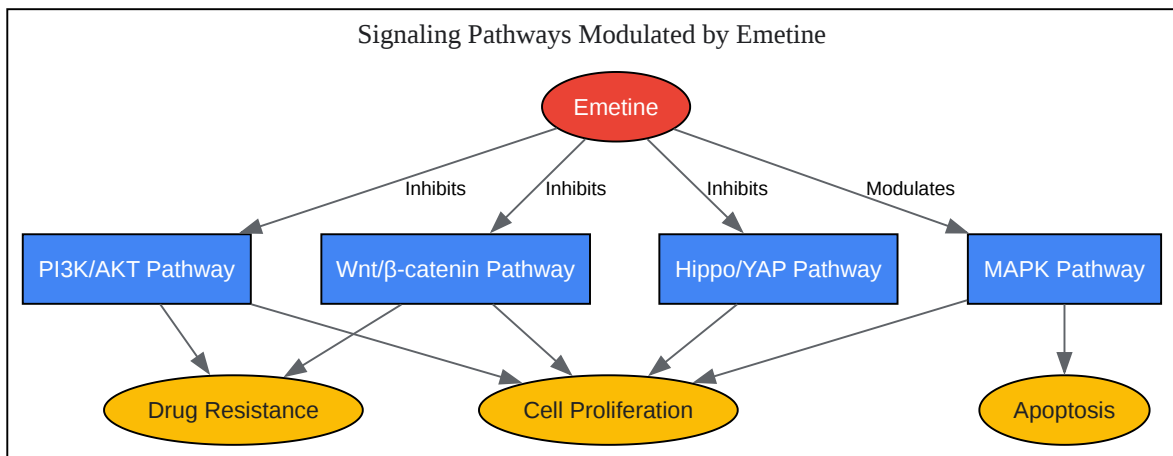 Signaling Pathways Modulated by Emetine
Emetine
Inhibits
Inhibits
Inhibits
Modulates
PI3K/AKT Pathway
Wnt/β-catenin Pathway
Hippo/YAP Pathway
MAPK Pathway
Drug Resistance
Cell Proliferation
Apoptosis